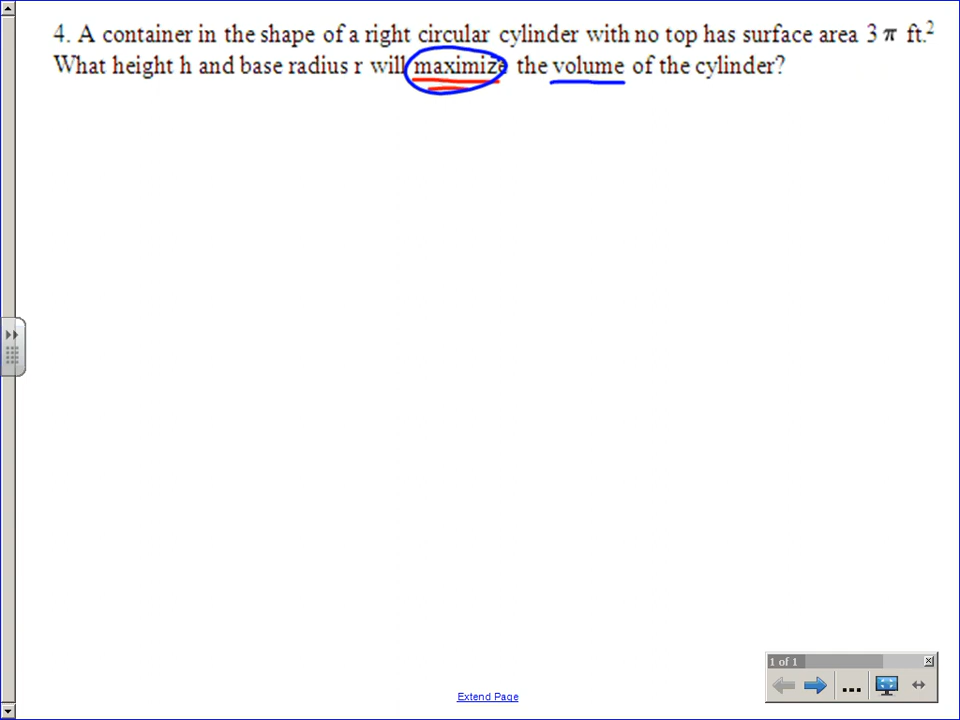 4. A container in the shape of a right circular cylinder with no top has surface area 3 π ft.²
What height h and base radius r will maximize the volume of the cylinder?
1 of 1
...
Extend Page